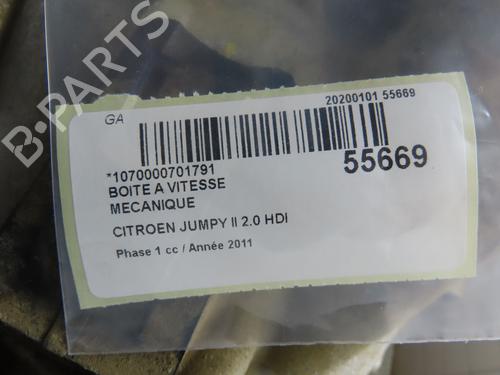 B-PARTS
GA
20200101 55669
*1070000701791
55669
BOITE A VITESSE
MECANIQUE
CITROEN JUMPY II 2.0 HDI
Phase 1 cc / Année 2011